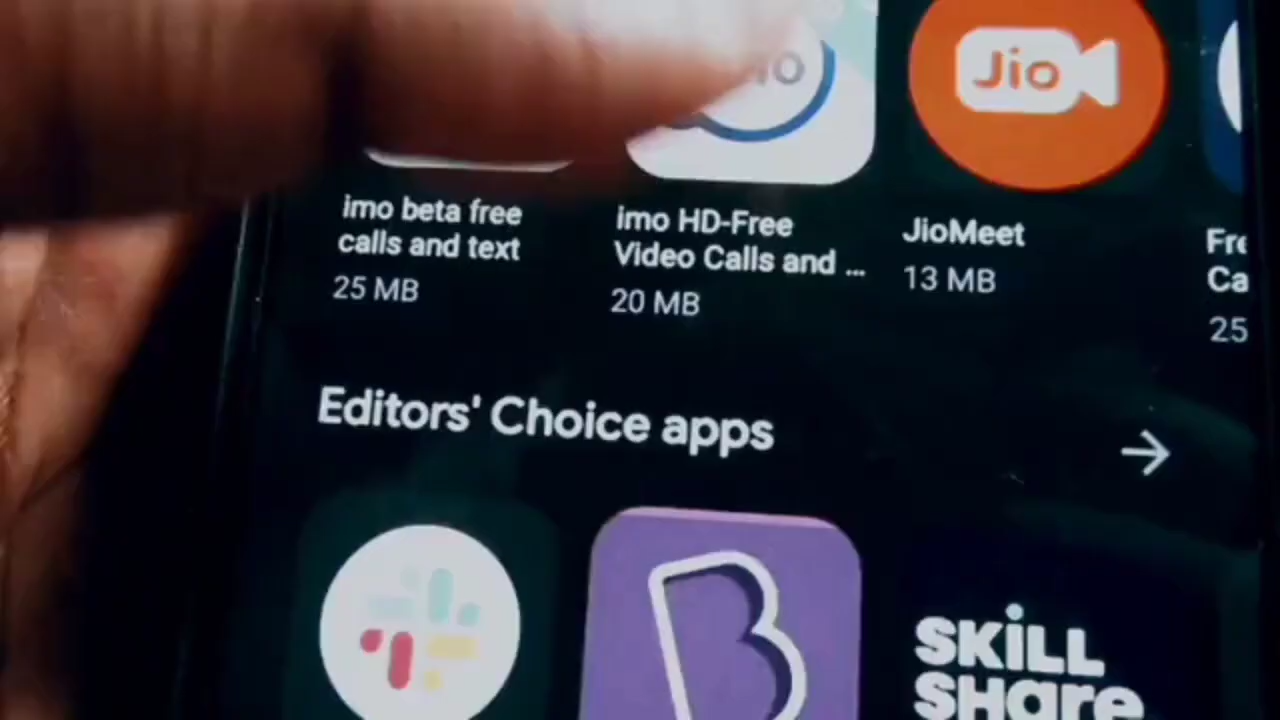 Jio
imo beta free
calls and text
25 MB
imo HD-Free
Video Calls and ...
20 MB
JioMeet
13 MB
25
Editors' Choice apps
B
SKiLL
SHare